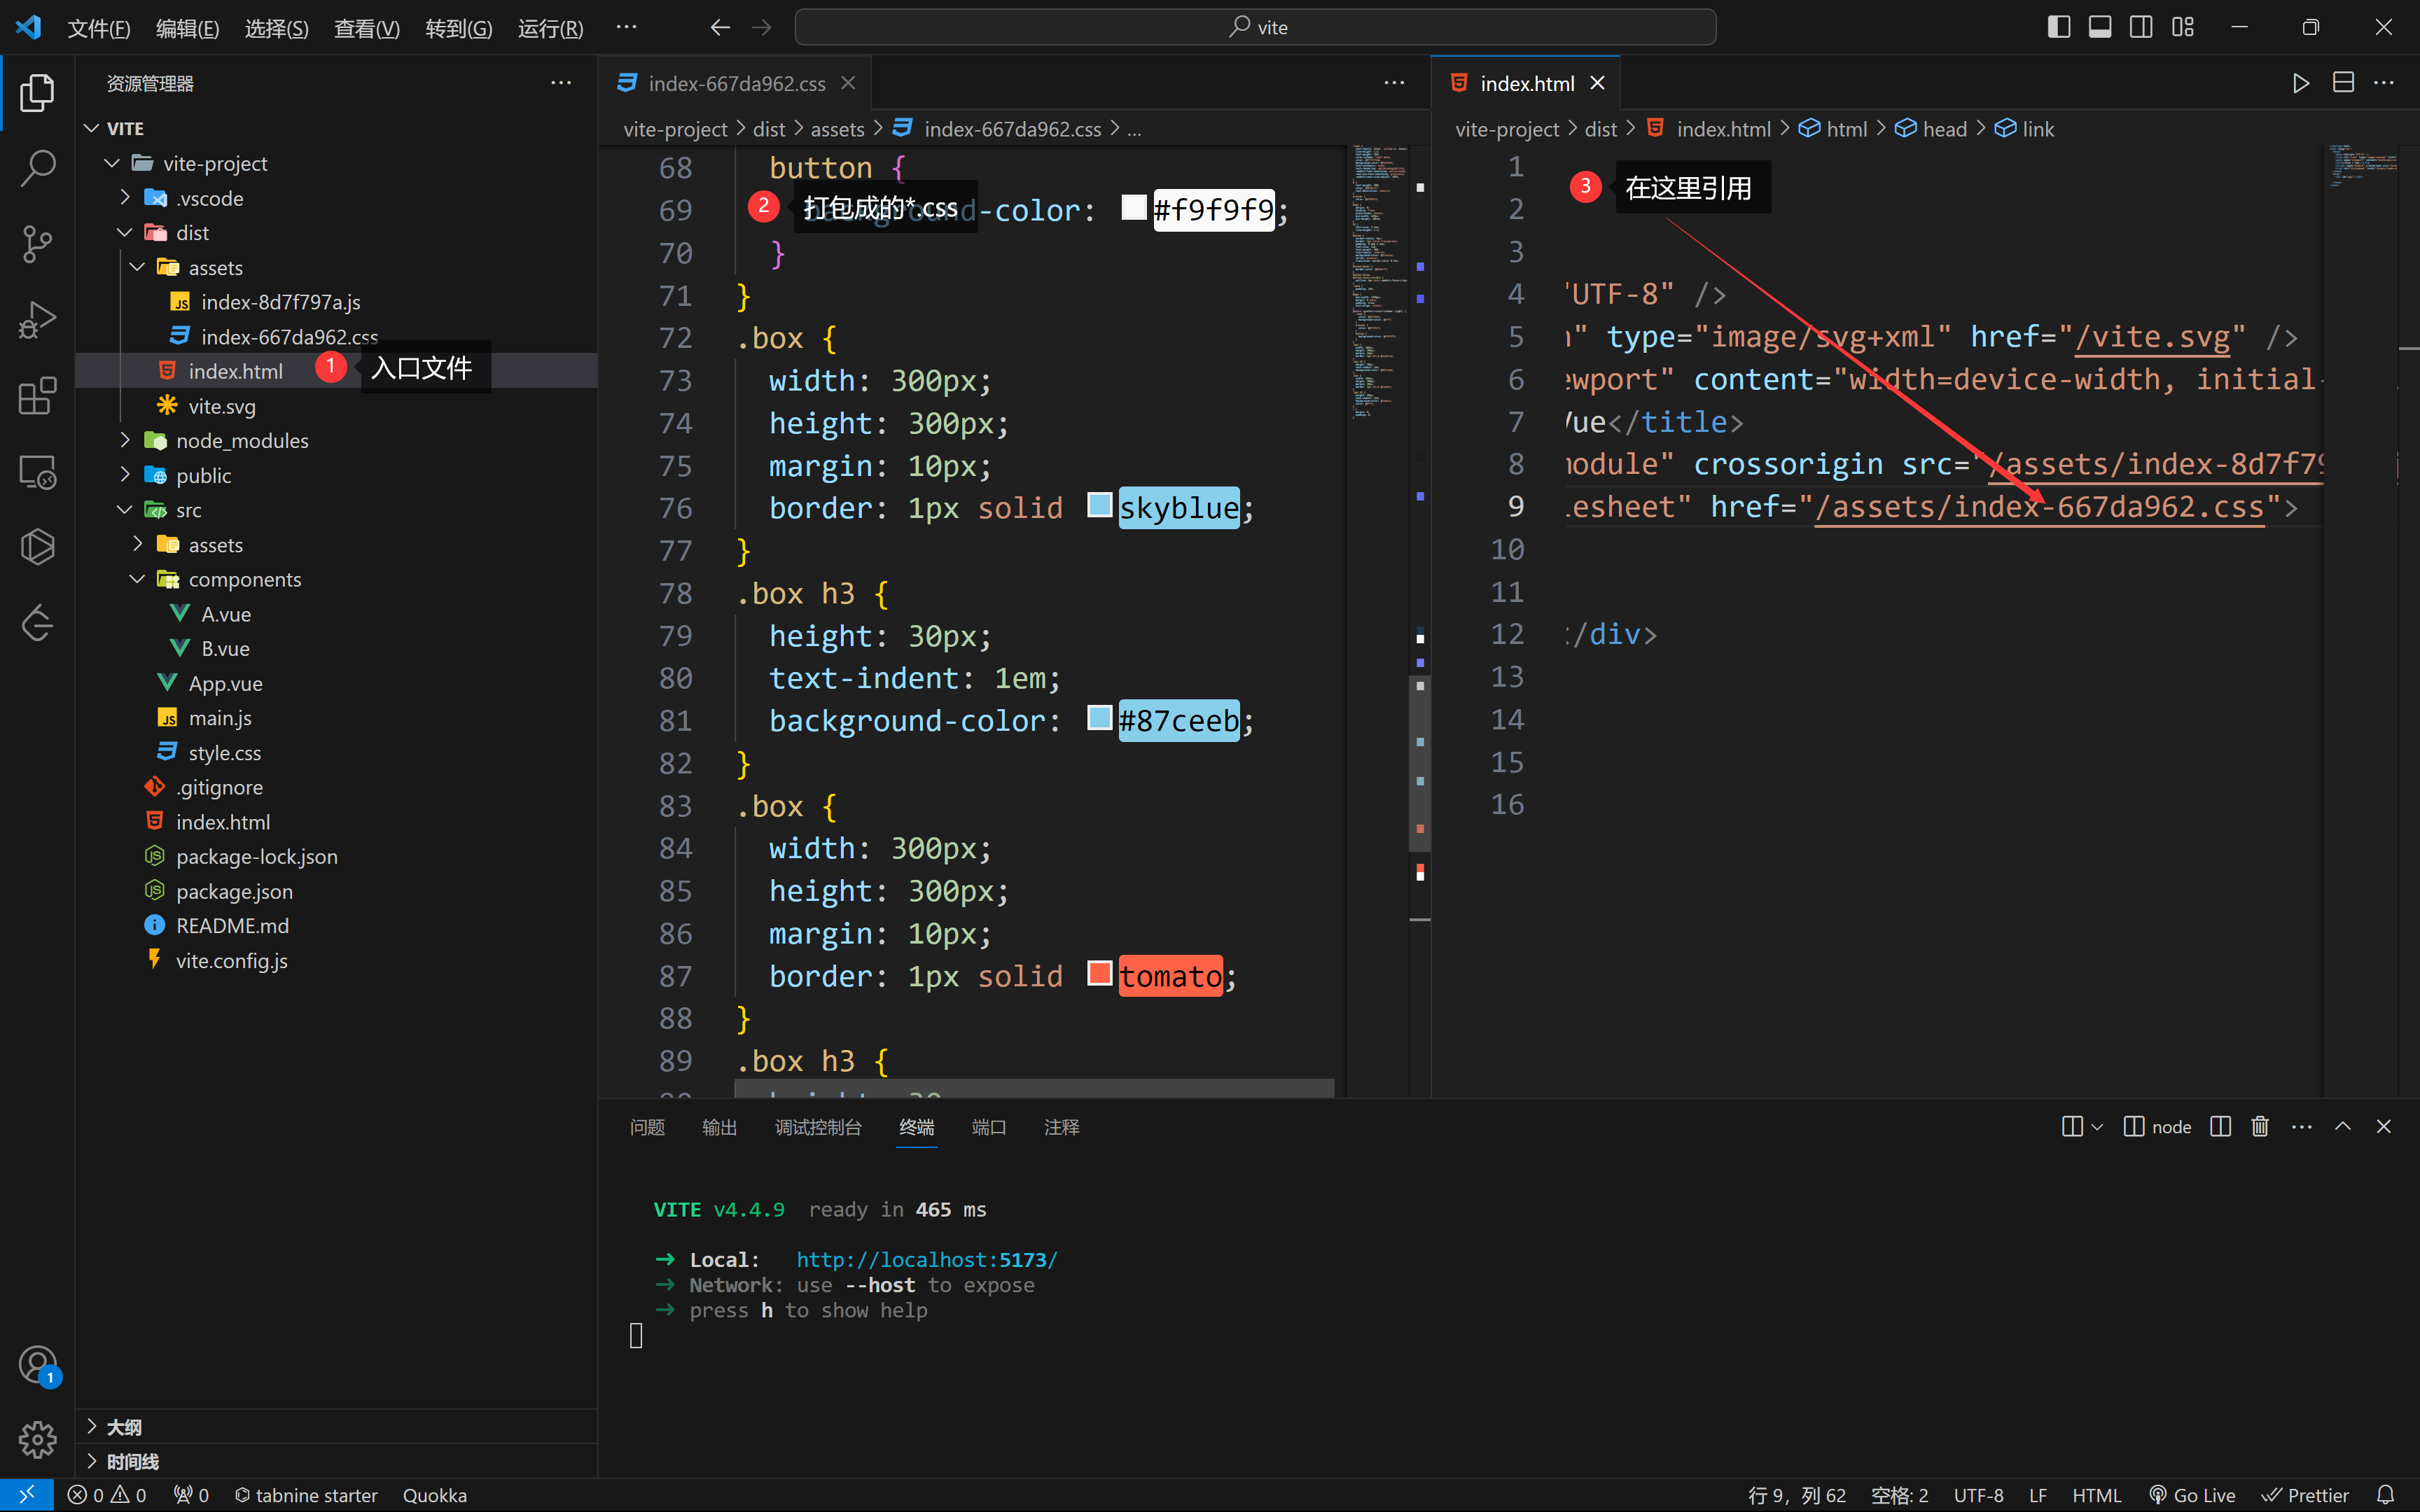 文件(F) 编辑(E) 选择(S) 查看(V) 转到(G) 运行(R) ···
vite
资源管理器
VITE
vite-project
.vscode
dist
assets
index-8d7f797a.js
index-667da962.css
index.html
1 入口文件
vite.svg
node_modules
public
src
assets
components
A.vue
B.vue
App.vue
main.js
style.css
.gitignore
index.html
package-lock.json
package.json
README.md
vite.config.js
大纲
时间线
index-667da962.css
vite-project > dist > assets > index-667da962.css > ...
68 button {
2 打包成的*.css
69 background-color: #f9f9f9;
70 }
71 }
72 .box {
73 width: 300px;
74 height: 300px;
75 margin: 10px;
76 border: 1px solid skyblue;
77 }
78 .box h3 {
79 height: 30px;
80 text-indent: 1em;
81 background-color: #87ceeb;
82 }
83 .box {
84 width: 300px;
85 height: 300px;
86 margin: 10px;
87 border: 1px solid tomato;
88 }
89 .box h3 {
index.html
vite-project > dist > index.html > html > head > link
1
3 在这里引用
2
3
4 "UTF-8" />
5 n" type="image/svg+xml" href="/vite.svg" />
6 ewport" content="width=device-width, initial-
7 Vue</title>
8 module" crossorigin src="/assets/index-8d7f79
9 lesheet" href="/assets/index-667da962.css">
10
11
12 </div>
13
14
15
16
问题 输出 调试控制台 终端 端口 注释
node
VITE v4.4.9 ready in 465 ms
➜ Local: http://localhost:5173/
➜ Network: use --host to expose
➜ press h to show help
1
0 0 0 tabnine starter Quokka
行 9，列 62 空格: 2 UTF-8 LF HTML Go Live Prettier